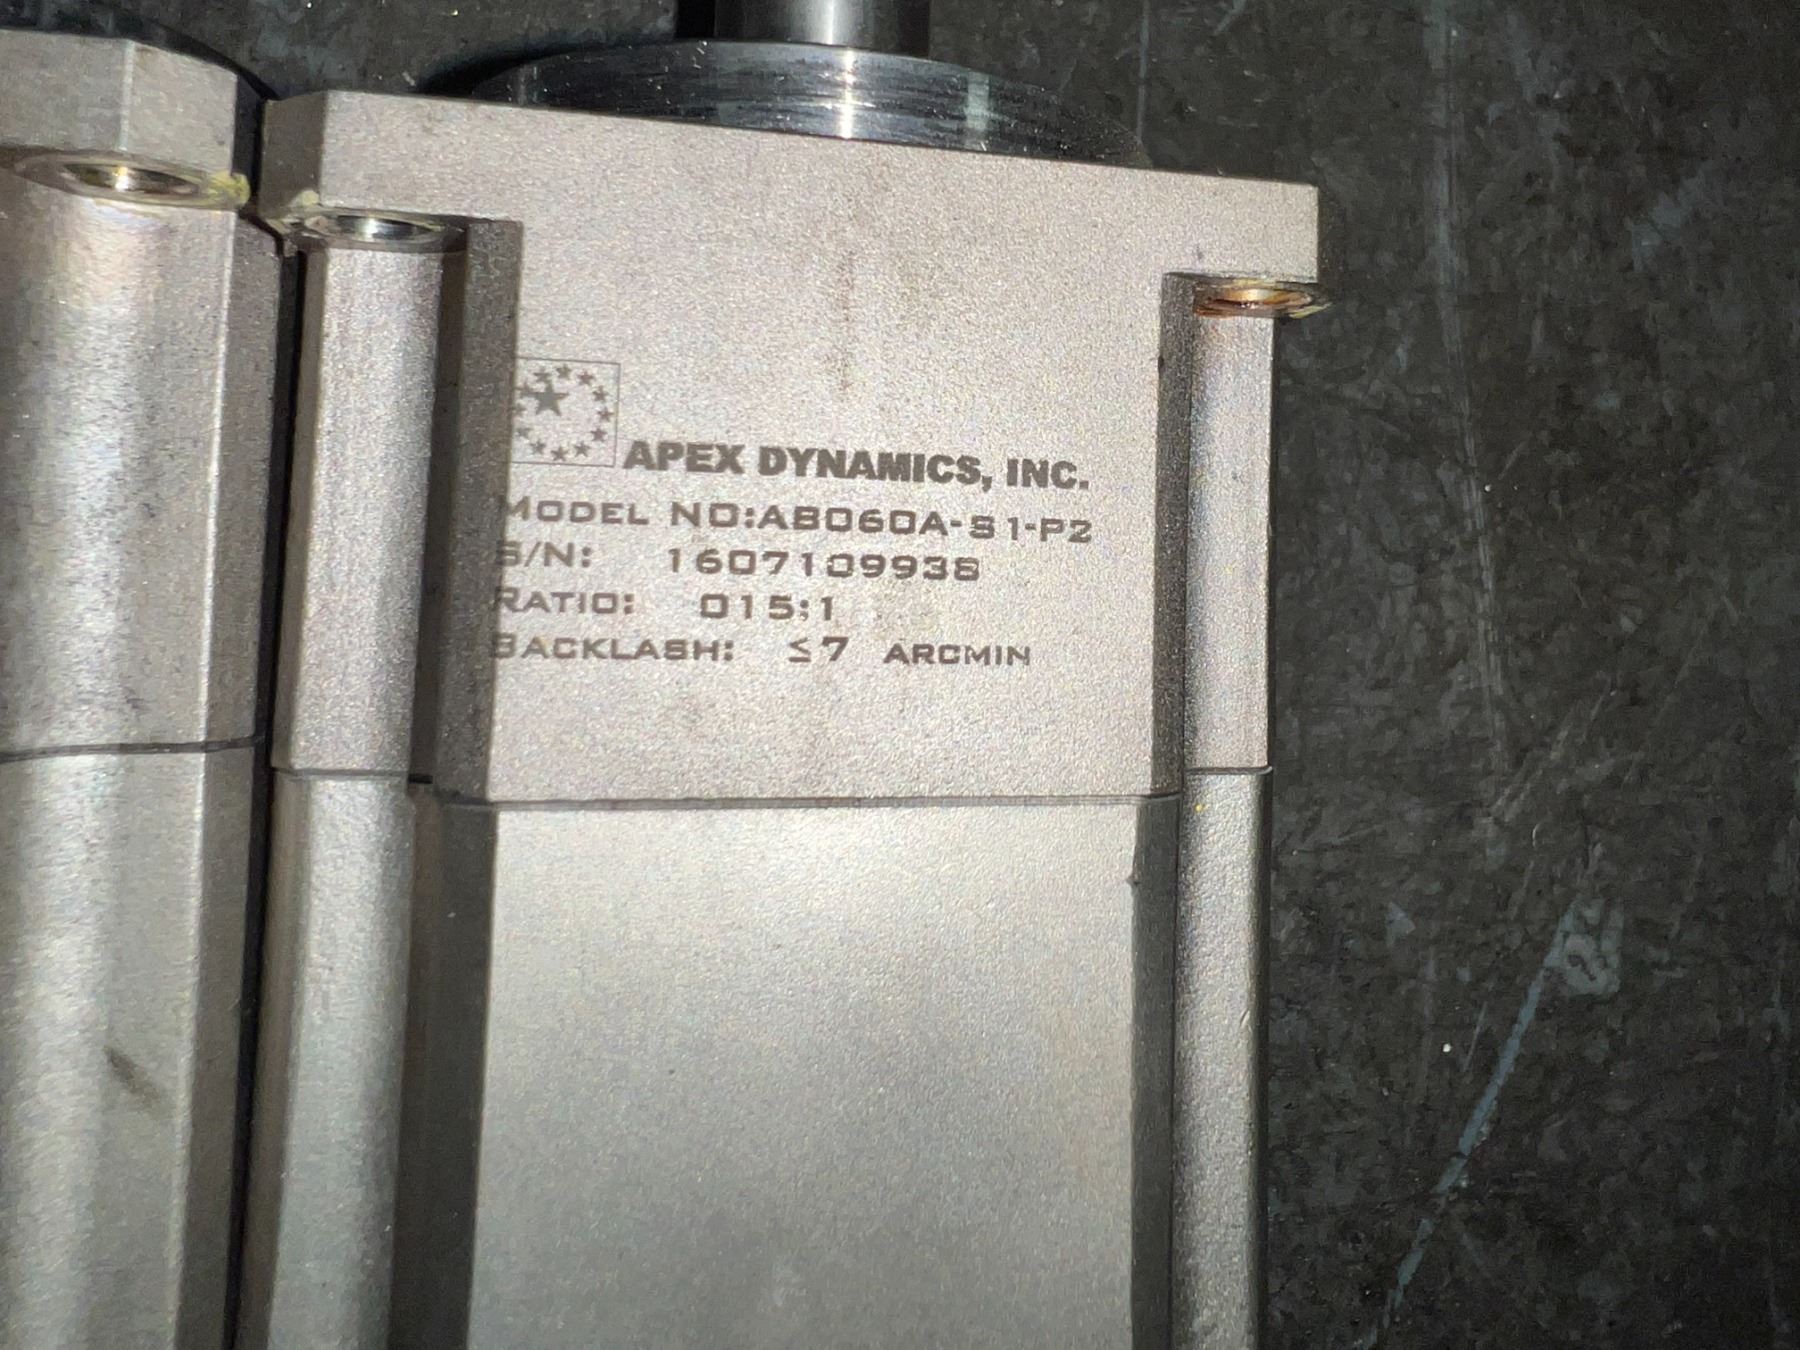 APEX DYNAMICS, INC.
MODEL NO:AB060A-S1-P2
S/N: 1607109938
RATIO: 015:1
BACKLASH: ≤7 ARCMIN